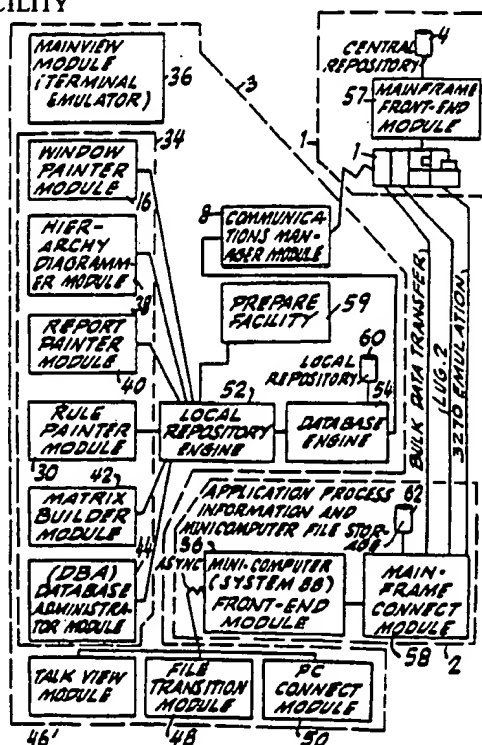 CILITY
MAINVIEW
MODULE
(TERMINAL
EMULATOR)
36
3
CENTRAL
REPOSITORY
4
57
MAINFRAME
FRONT-END
MODULE
1
1
34
WINDOW
PAINTER
MODULE
16
HIER-
ARCHY
DIAGRAMM-
ER MODULE
38
REPORT
PAINTER
MODULE
40
RULE
PAINTER
MODULE
30
42
MATRIX
BUILDER
MODULE
44
(DBA)
DATABASE
ADMINISTRA-
TOR MODULE
8
COMMUNICA-
TIONS MAN-
AGER MODULE
PREPARE
FACILITY
59
60
LOCAL
REPOSITORY
54
52
LOCAL
REPOSITORY
ENGINE
DATABASE
ENGINE
BULK DATA TRANSFER
LUG.2
3270 EMULATION
APPLICATION PROCESS
INFORMATION AND
MINICOMPUTER FILE STOR-
AGE
62
56
ASYNC
MINI-COMPUTER
(SYSTEM 88)
FRONT-END
MODULE
MAIN-
FRAME
CONNECT
MODULE
58
2
TALK VIEW
MODULE
46'
FILE
TRANSITION
MODULE
48
PC
CONNECT
MODULE
50